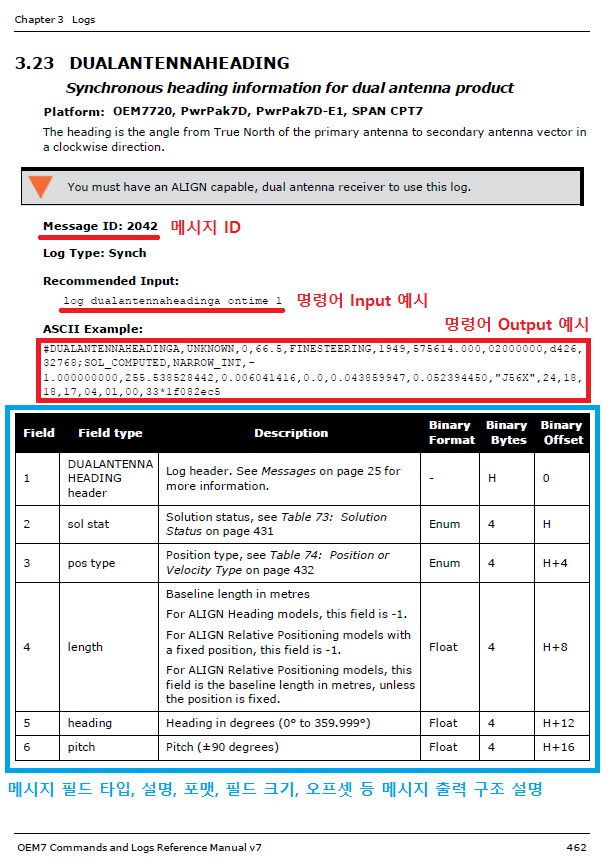 Chapter 3 Logs
3.23 DUALANTENNAHEADING
Synchronous heading information for dual antenna product
Platform: OEM7720, PwrPak7D, PwrPak7D-E1, SPAN CPT7
The heading is the angle from True North of the primary antenna to secondary antenna vector in
a clockwise direction.
You must have an ALIGN capable, dual antenna receiver to use this log.
Message ID: 2042 메시지 ID
Log Type: Synch
Recommended Input:
log dualantennaheadinga ontime 1 명령어 Input 예시
ASCII Example: 명령어 Output 예시
#DUALANTENNAHEADINGA,UNKNOWN,0,66.5,FINESTEERING,1949,575614.000,02000000,d426,
32768;SOL_COMPUTED,NARROW_INT,-
1.000000000,255.538528442,0.006041416,0.0,0.043859947,0.052394450,"J56X",24,18,
18,17,04,01,00,33*1f082ec5
Field Field type Description Binary Format Binary Bytes Binary Offset
1 DUALANTENNA HEADING header Log header. See Messages on page 25 for more information. - H 0
2 sol stat Solution status, see Table 73: Solution Status on page 431 Enum 4 H
3 pos type Position type, see Table 74: Position or Velocity Type on page 432 Enum 4 H+4
4 length Baseline length in metres
For ALIGN Heading models, this field is -1.
For ALIGN Relative Positioning models with
a fixed position, this field is -1.
For ALIGN Relative Positioning models, this
field is the baseline length in metres, unless
the position is fixed.
Float 4 H+8
5 heading Heading in degrees (0° to 359.999°) Float 4 H+12
6 pitch Pitch (±90 degrees) Float 4 H+16
메시지 필드 타입, 설명, 포맷, 필드 크기, 오프셋 등 메시지 출력 구조 설명
OEM7 Commands and Logs Reference Manual v7 462